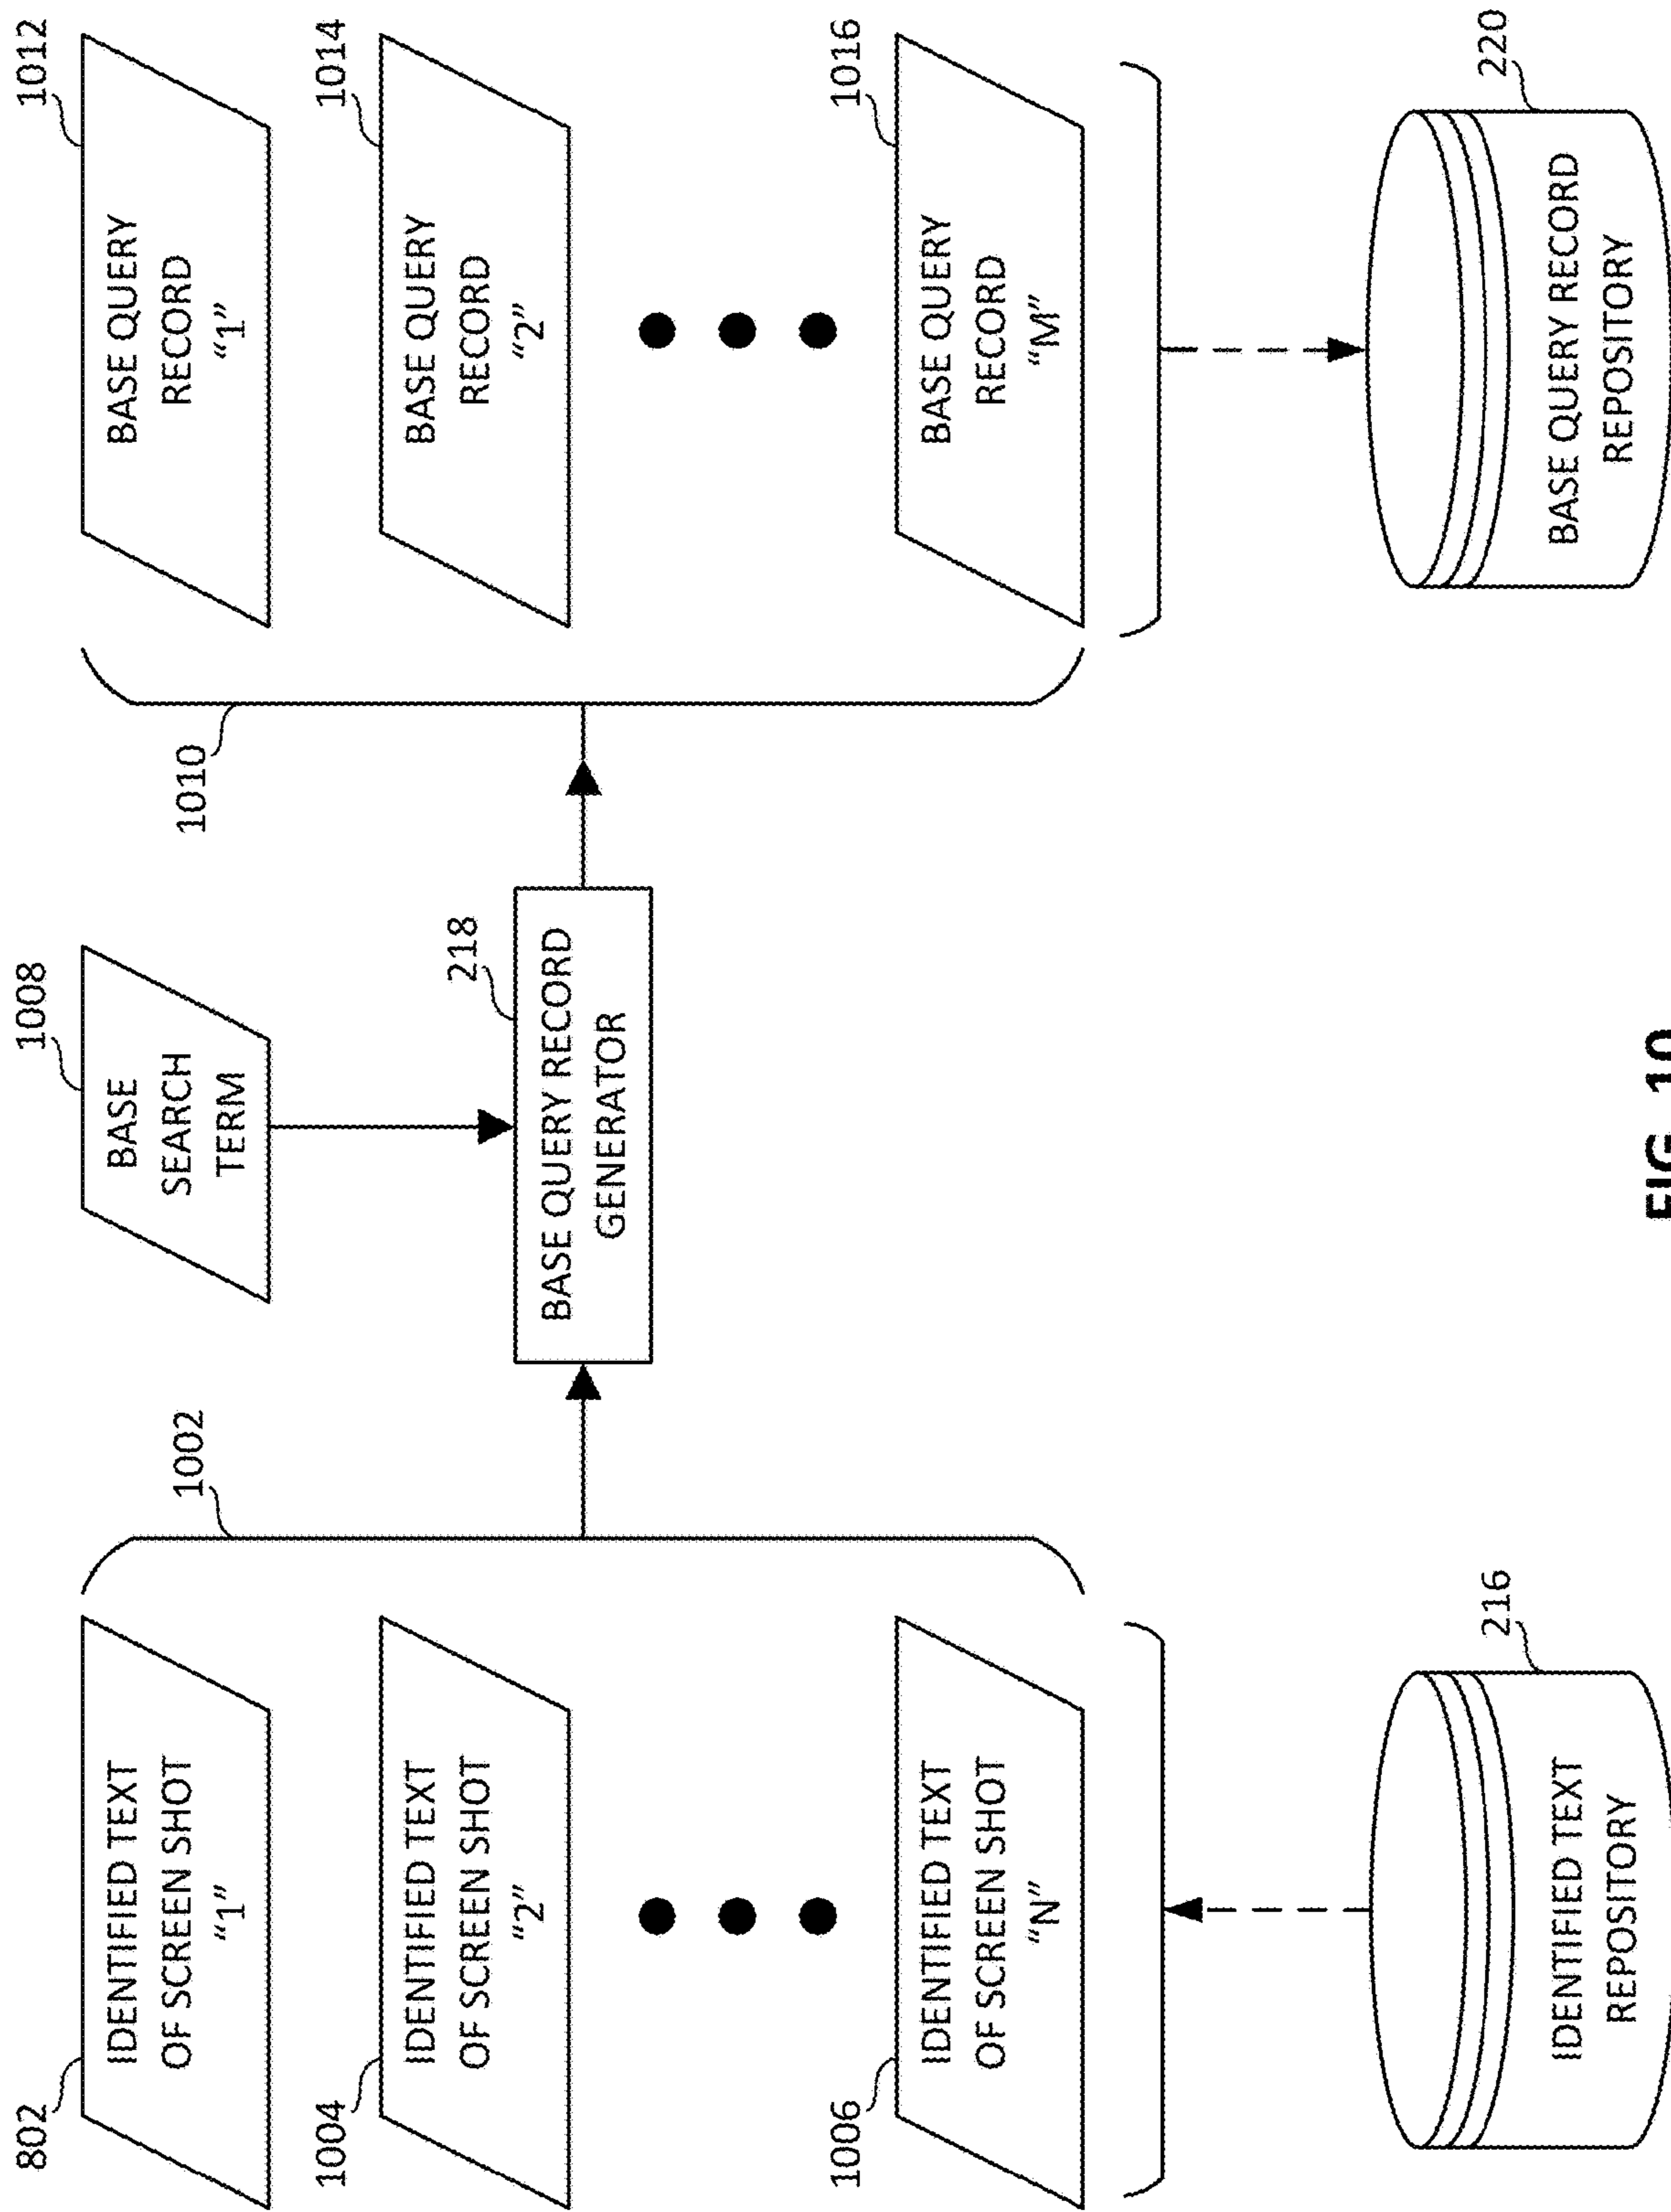 802
IDENTIFIED TEXT
OF SCREEN SHOT
“1”
1004
IDENTIFIED TEXT
OF SCREEN SHOT
“2”
1006
IDENTIFIED TEXT
OF SCREEN SHOT
“N”
216
IDENTIFIED TEXT
REPOSITORY
1002
1008
BASE
SEARCH
TERM
218
BASE QUERY RECORD
GENERATOR
1010
1012
BASE QUERY
RECORD
“1”
1014
BASE QUERY
RECORD
“2”
1016
BASE QUERY
RECORD
“M”
220
BASE QUERY RECORD
REPOSITORY
FIG. 10